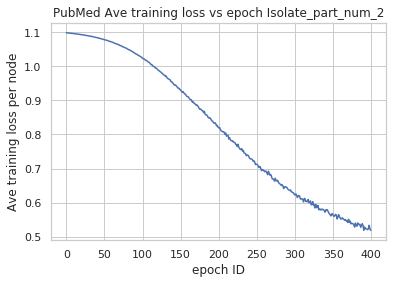 PubMed Ave training loss vs epoch Isolate_part_num_2
Ave training loss per node
1.1
1.0
0.9
0.8
0.7
0.6
0.5
0 50 100 150 200 250 300 350 400
epoch ID